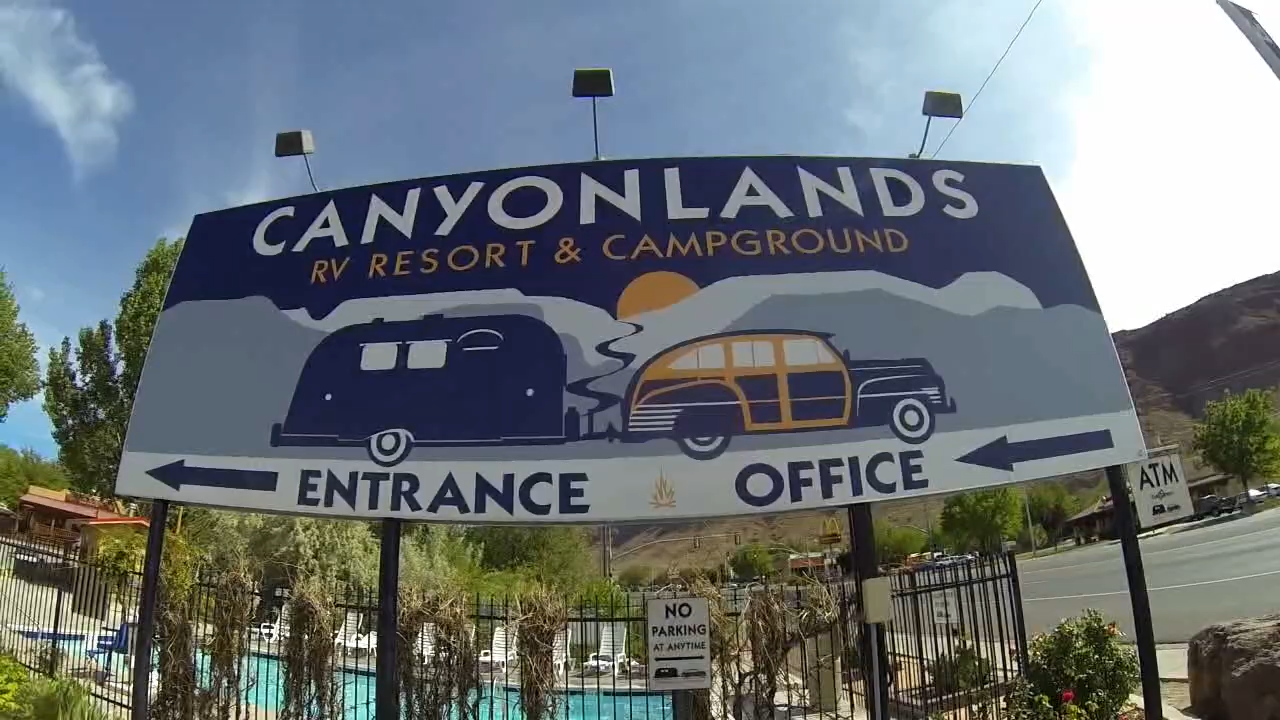 CANYONLANDS
RV RESORT & CAMPGROUND
ENTRANCE
OFFICE
ATM
NO
PARKING
AT ANYTIME